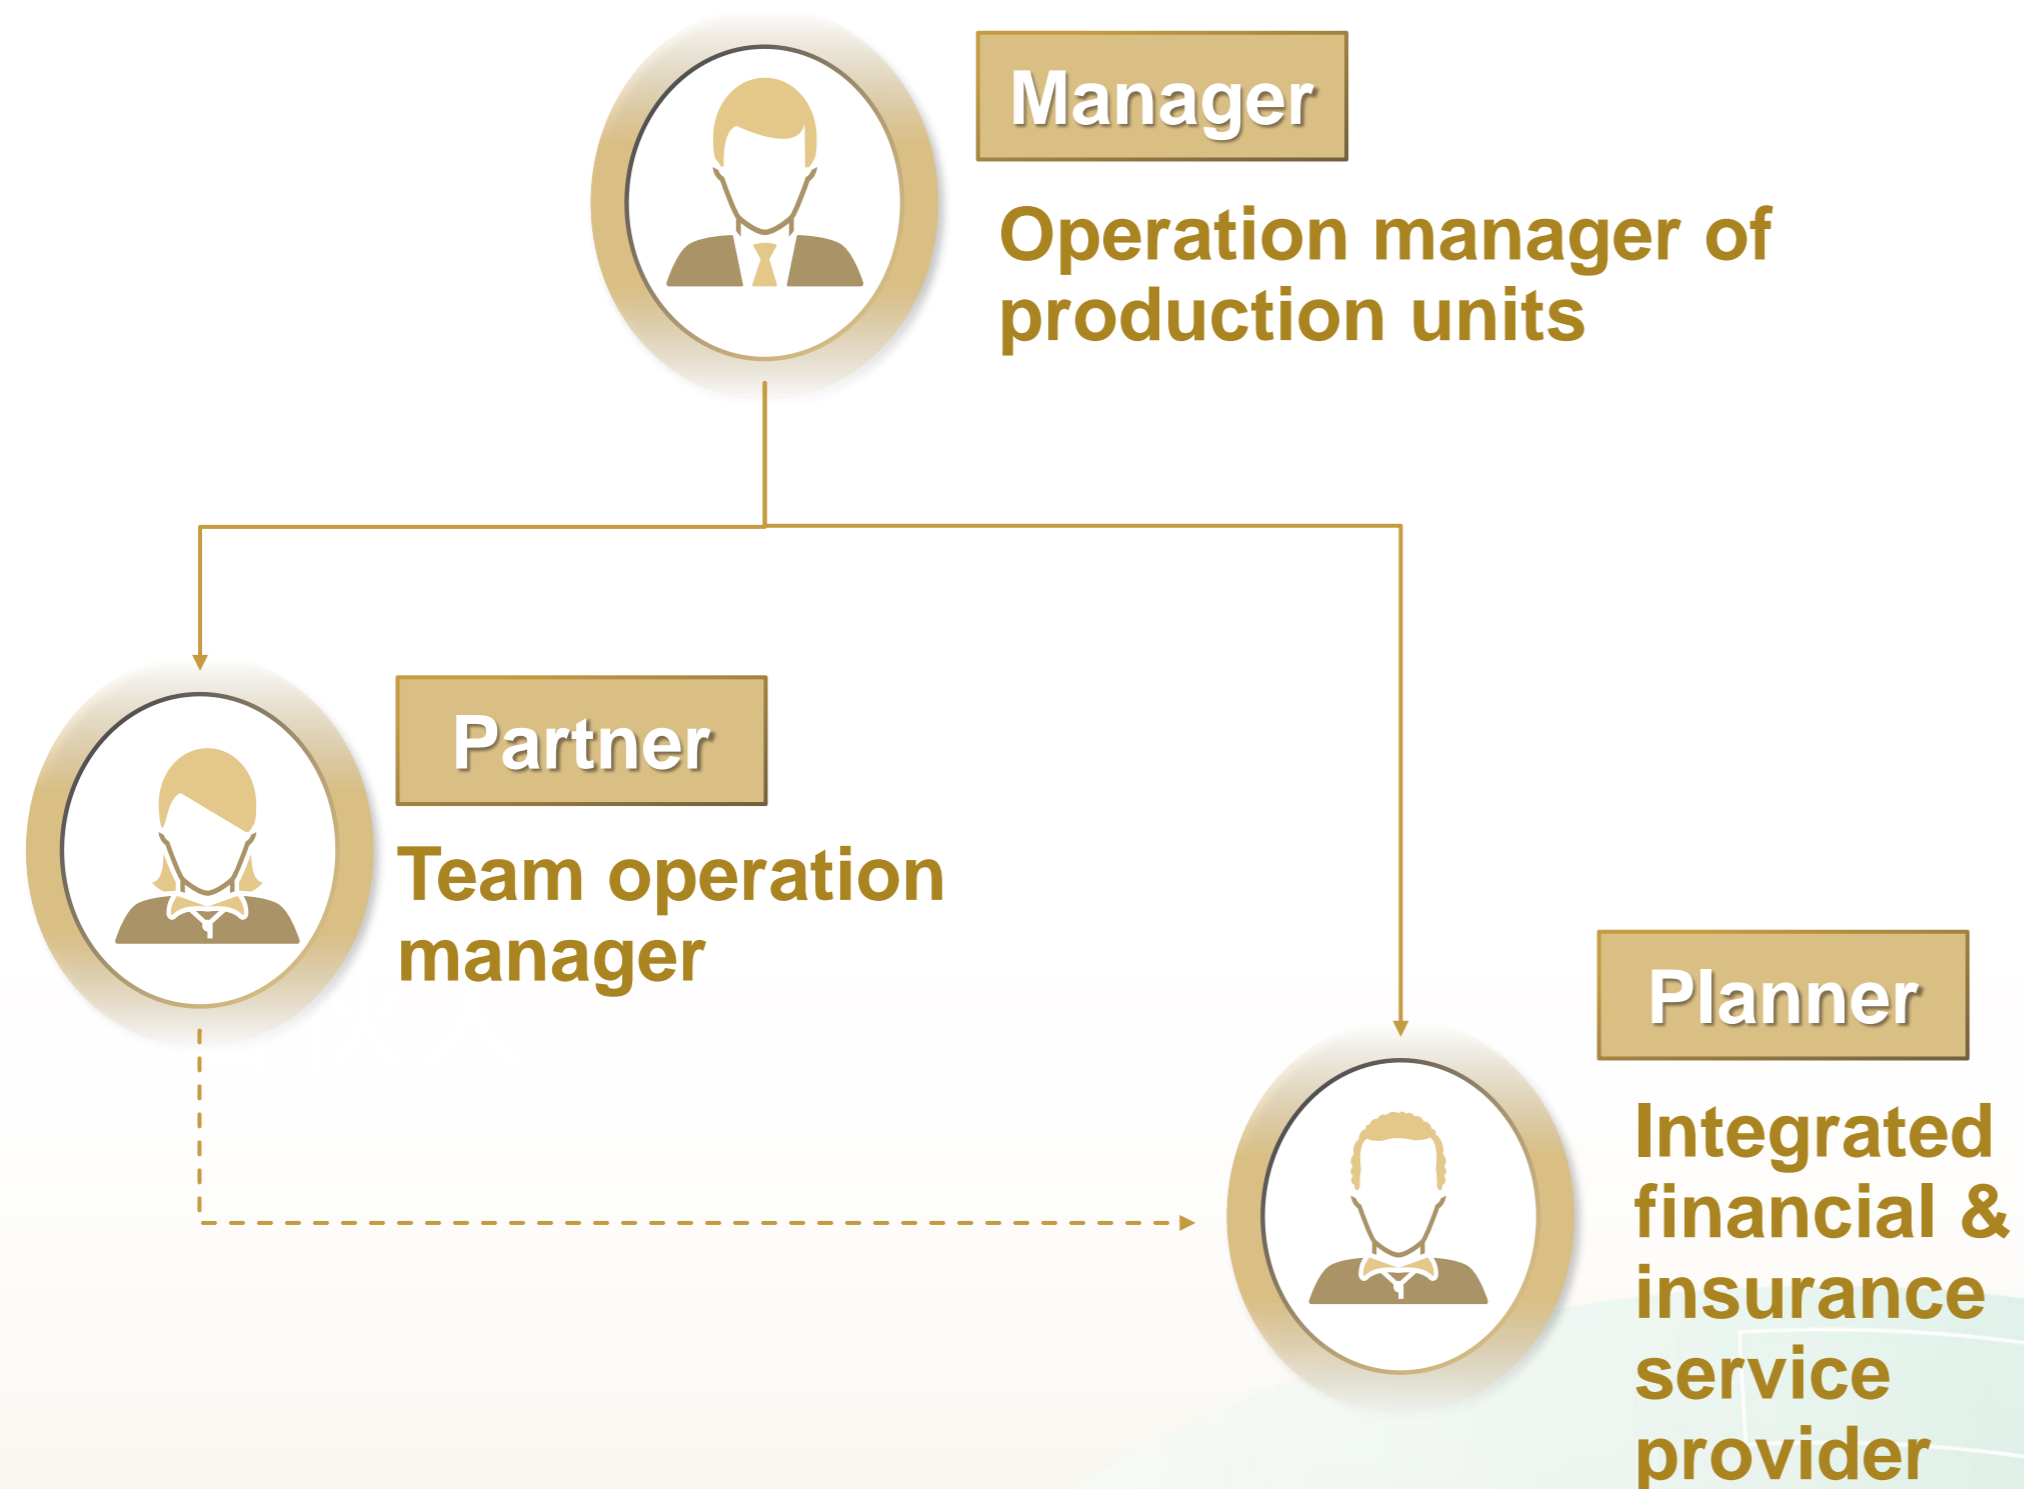 Manager
Operation manager of
production units
Partner
Team operation
manager
Planner
Integrated
financial &
insurance
service
provider